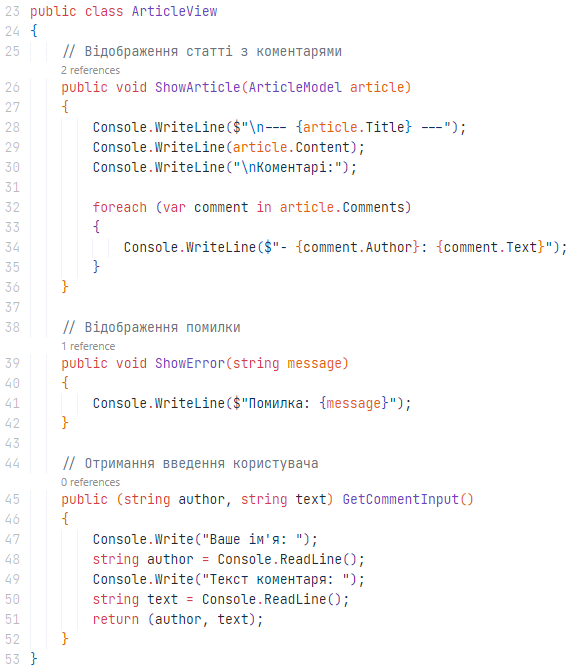 23 public class ArticleView
24 {
25 // Відображення статті з коментарями
2 references
26 public void ShowArticle(ArticleModel article)
27 {
28 Console.WriteLine($"\n--- {article.Title} ---");
29 Console.WriteLine(article.Content);
30 Console.WriteLine("\nКоментарі:");
31
32 foreach (var comment in article.Comments)
33 {
34 Console.WriteLine($"- {comment.Author}: {comment.Text}");
35 }
36 }
37
38 // Відображення помилки
1 reference
39 public void ShowError(string message)
40 {
41 Console.WriteLine($"Помилка: {message}");
42 }
43
44 // Отримання введення користувача
0 references
45 public (string author, string text) GetCommentInput()
46 {
47 Console.Write("Ваше ім'я: ");
48 string author = Console.ReadLine();
49 Console.Write("Текст коментаря: ");
50 string text = Console.ReadLine();
51 return (author, text);
52 }
53 }